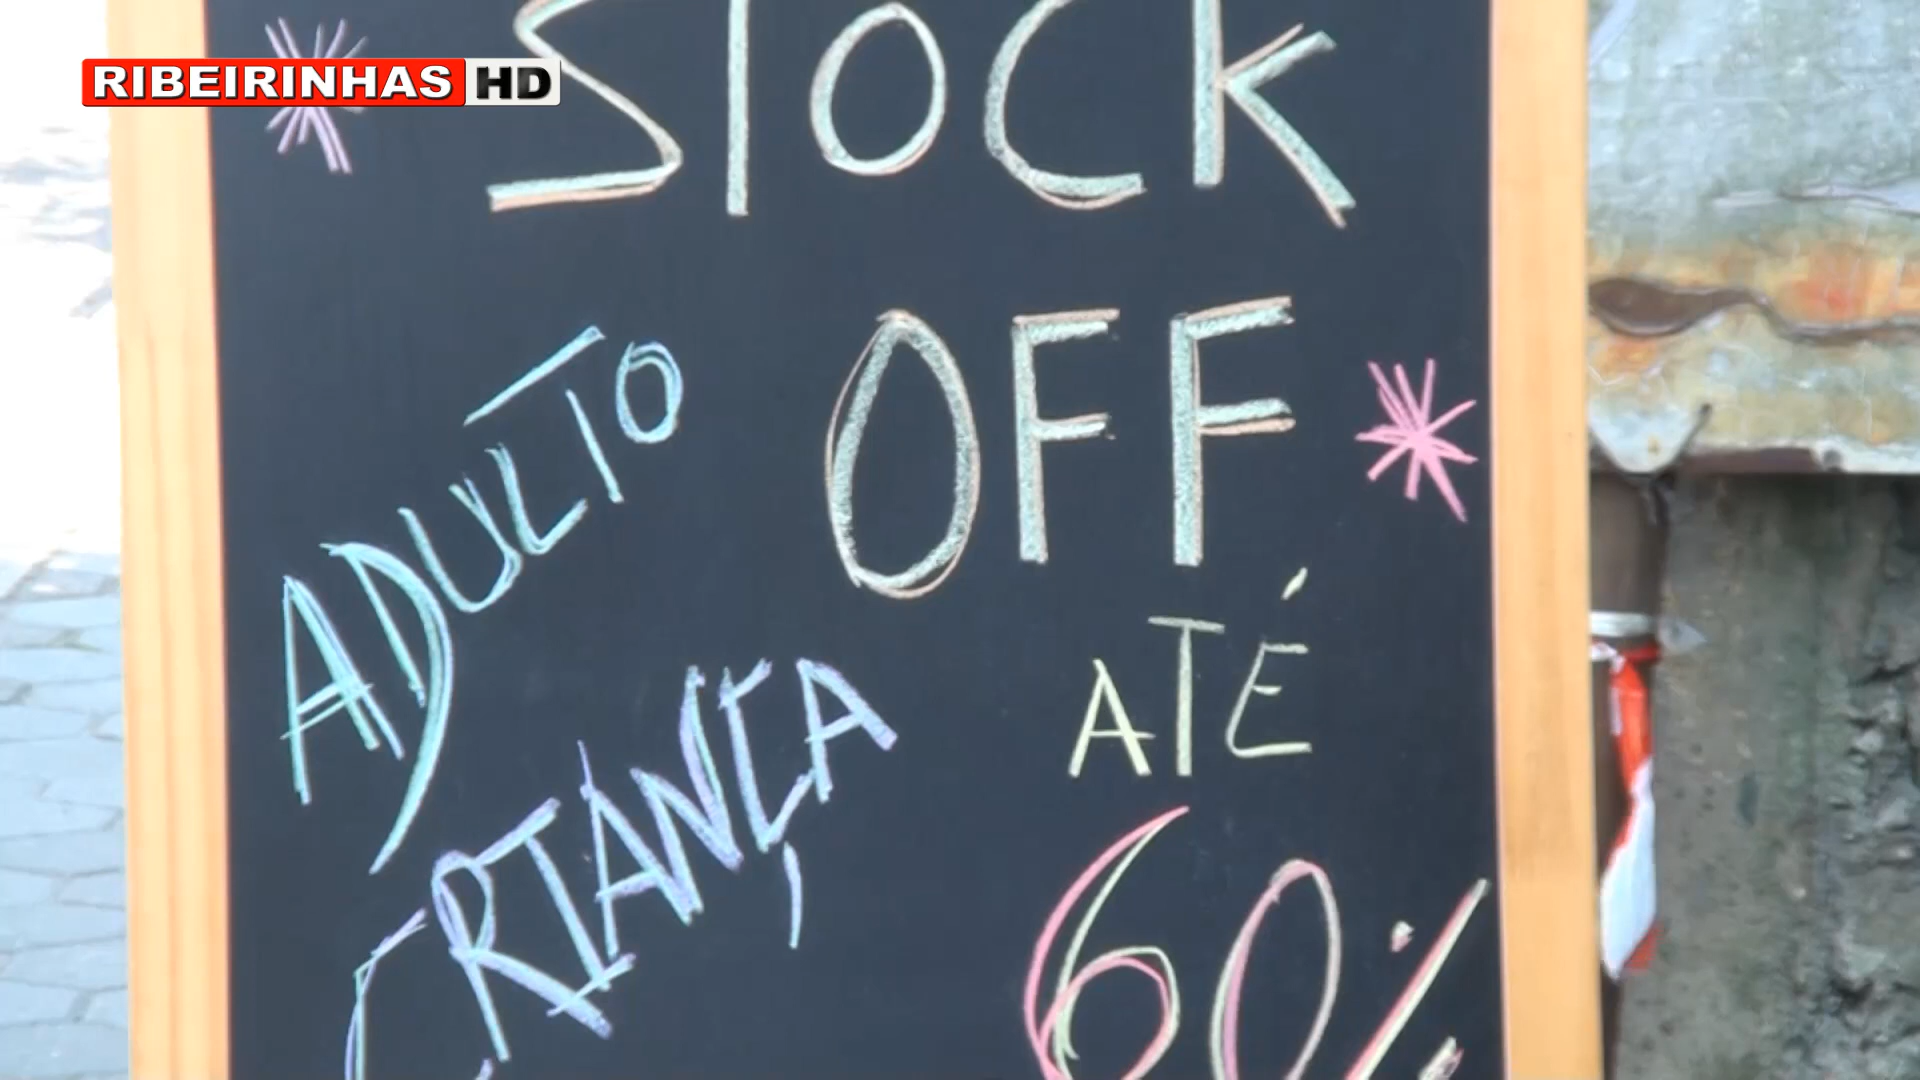 RIBEIRINHAS HD
STOCK
OFF
ADULTO
ATÉ
CRIANÇA
60%